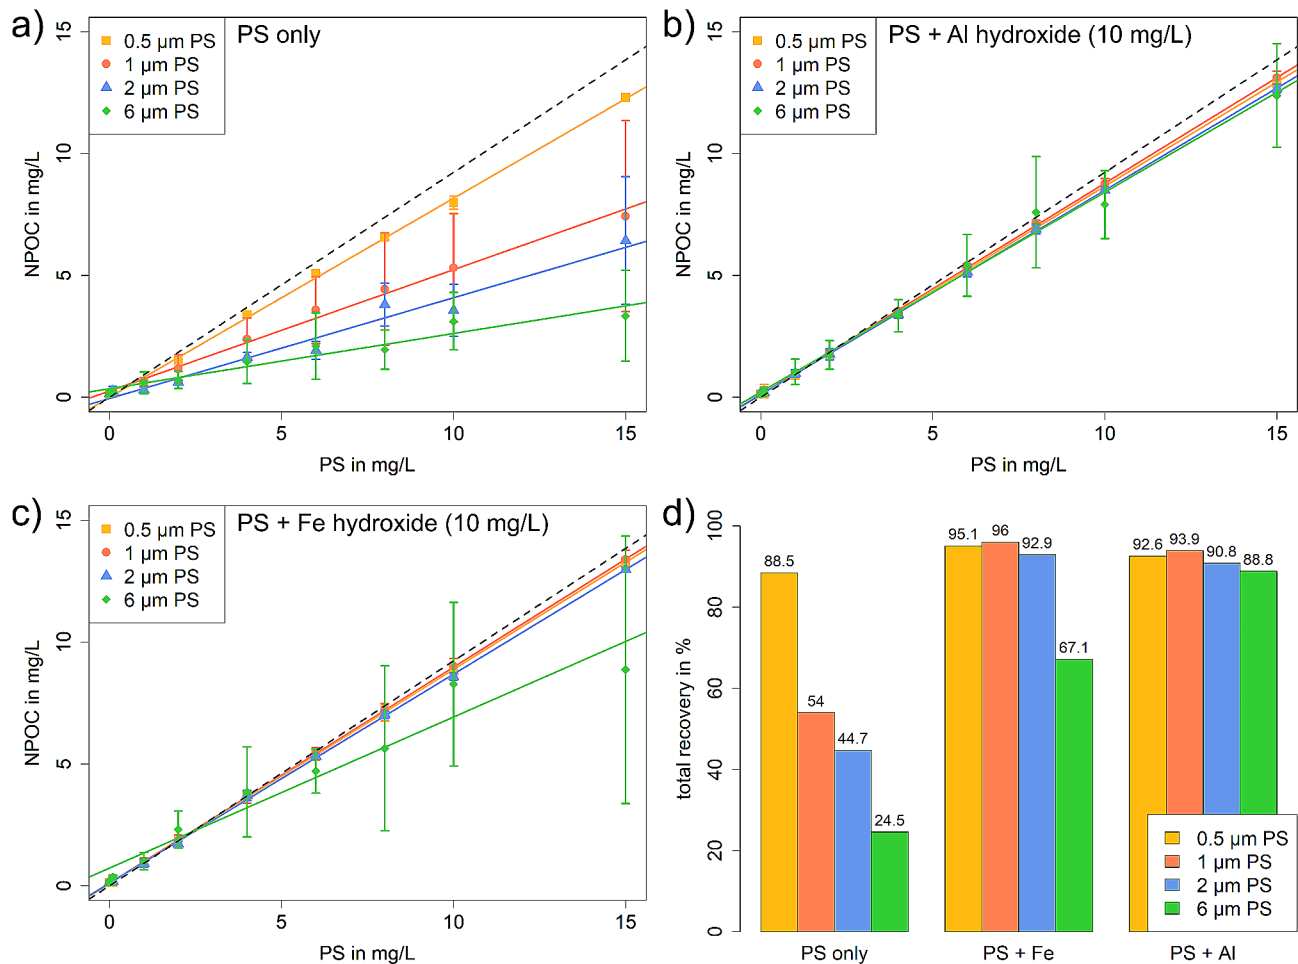 a)
PS only
0.5 µm PS
1 µm PS
2 µm PS
6 µm PS
15
10
5
0
NPOC in mg/L
0
5
10
15
PS in mg/L
b)
PS + Al hydroxide (10 mg/L)
0.5 µm PS
1 µm PS
2 µm PS
6 µm PS
15
10
5
0
NPOC in mg/L
0
5
10
15
PS in mg/L
c)
PS + Fe hydroxide (10 mg/L)
0.5 µm PS
1 µm PS
2 µm PS
6 µm PS
15
10
5
0
NPOC in mg/L
0
5
10
15
PS in mg/L
d)
100
80
60
40
20
0
total recovery in %
88.5
54
44.7
24.5
95.1
96
92.9
67.1
92.6
93.9
90.8
88.8
0.5 µm PS
1 µm PS
2 µm PS
6 µm PS
PS only
PS + Fe
PS + Al